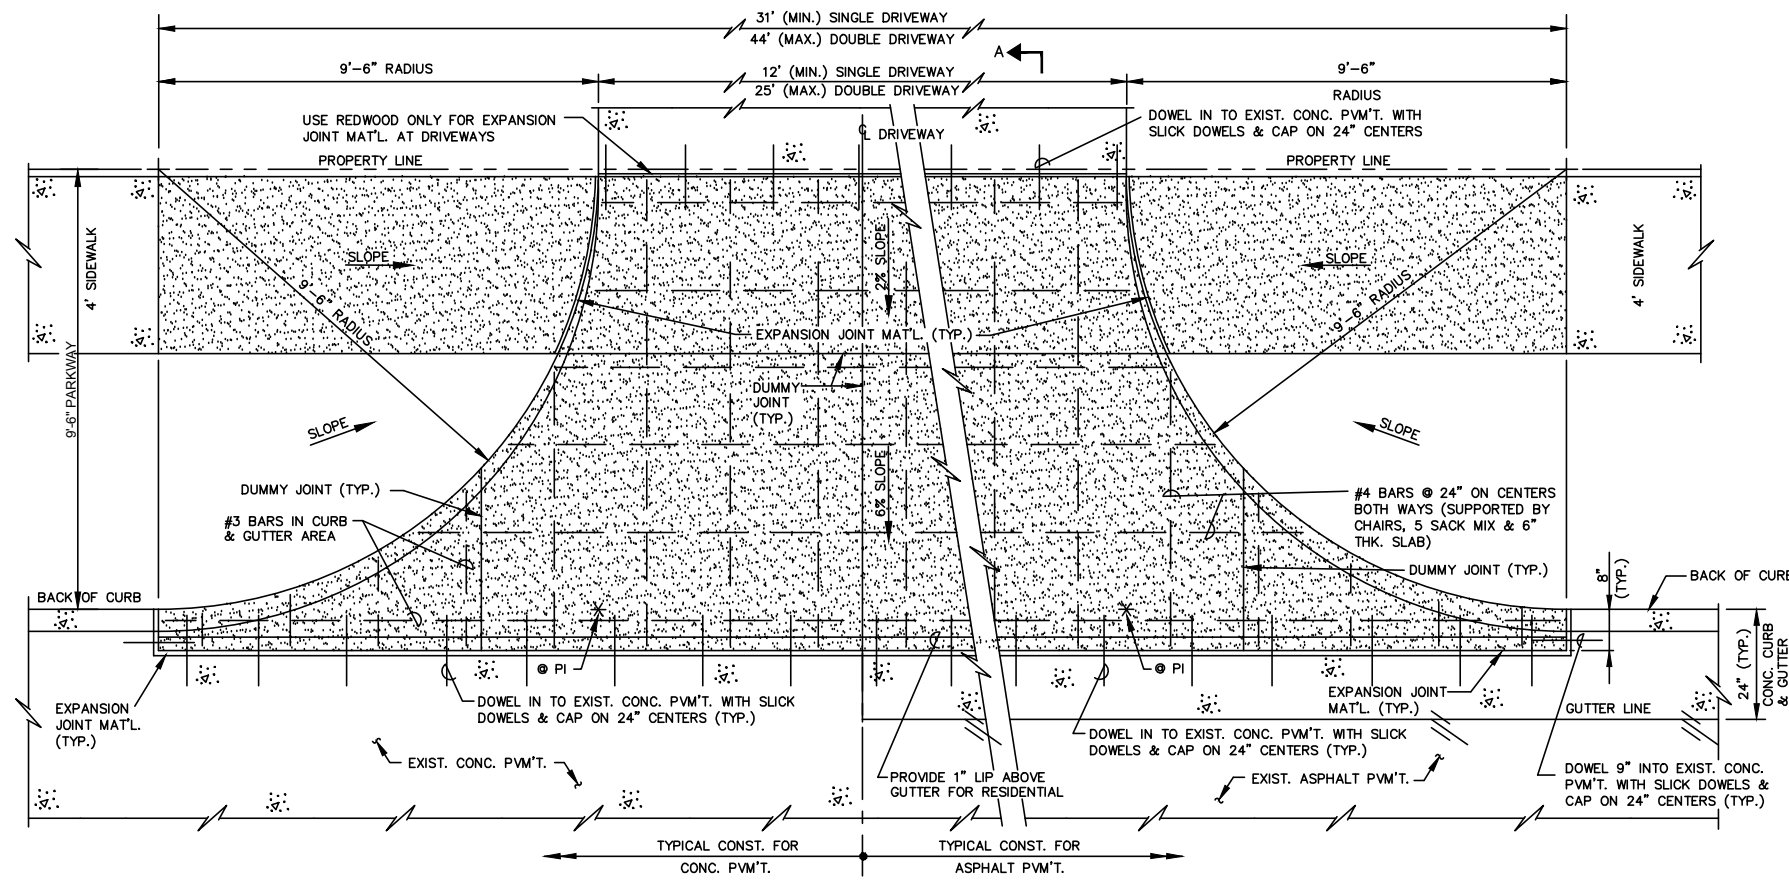 31' (MIN.) SINGLE DRIVEWAY
44' (MAX.) DOUBLE DRIVEWAY
A
9'-6" RADIUS
12' (MIN.) SINGLE DRIVEWAY
25' (MAX.) DOUBLE DRIVEWAY
9'-6"
RADIUS
USE REDWOOD ONLY FOR EXPANSION
JOINT MAT'L. AT DRIVEWAYS
℄ DRIVEWAY
DOWEL IN TO EXIST. CONC. PVM'T. WITH
SLICK DOWELS & CAP ON 24" CENTERS
PROPERTY LINE
PROPERTY LINE
4' SIDEWALK
SLOPE
9'-6" RADIUS
2% SLOPE
SLOPE
9'-6" RADIUS
4' SIDEWALK
EXPANSION JOINT MAT'L. (TYP.)
9'-6" PARKWAY
DUMMY
JOINT
(TYP.)
SLOPE
SLOPE
6% SLOPE
DUMMY JOINT (TYP.)
#3 BARS IN CURB
& GUTTER AREA
#4 BARS @ 24" ON CENTERS
BOTH WAYS (SUPPORTED BY
CHAIRS, 5 SACK MIX & 6"
THK. SLAB)
DUMMY JOINT (TYP.)
8"
(TYP.)
BACK OF CURB
BACK OF CURB
@ PI
@ PI
24" (TYP.)
CONC. CURB
& GUTTER
EXPANSION
JOINT MAT'L.
(TYP.)
DOWEL IN TO EXIST. CONC. PVM'T. WITH SLICK
DOWELS & CAP ON 24" CENTERS (TYP.)
EXPANSION JOINT
MAT'L. (TYP.)
GUTTER LINE
DOWEL IN TO EXIST. CONC. PVM'T. WITH SLICK
DOWELS & CAP ON 24" CENTERS (TYP.)
EXIST. CONC. PVM'T.
PROVIDE 1" LIP ABOVE
GUTTER FOR RESIDENTIAL
EXIST. ASPHALT PVM'T.
DOWEL 9" INTO EXIST. CONC.
PVM'T. WITH SLICK DOWELS &
CAP ON 24" CENTERS (TYP.)
TYPICAL CONST. FOR
CONC. PVM'T.
TYPICAL CONST. FOR
ASPHALT PVM'T.